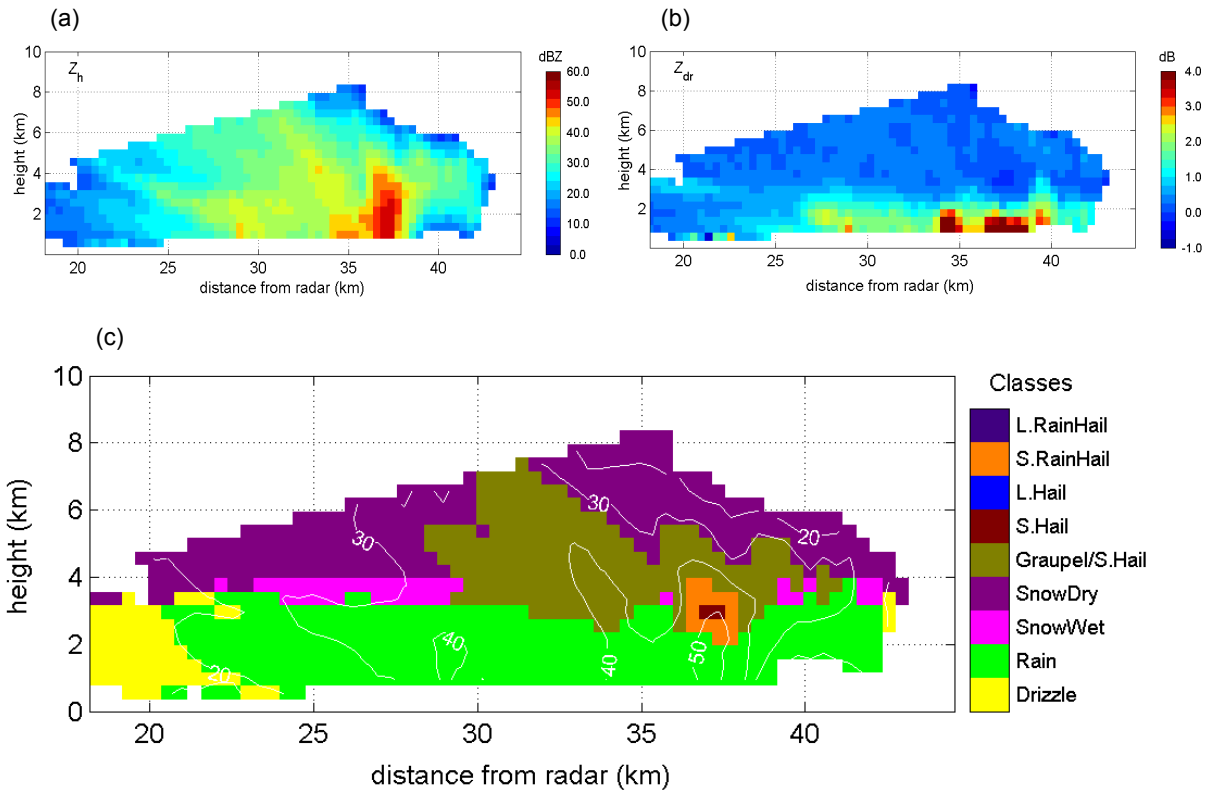 (a)
(b)
Zh
dBZ
10
8
6
4
2
height (km)
20
25
30
35
40
distance from radar (km)
60.0
50.0
40.0
30.0
20.0
10.0
0.0
Zdr
dB
10
8
6
4
2
height (km)
20
25
30
35
40
distance from radar (km)
4.0
3.0
2.0
1.0
0.0
-1.0
(c)
10
8
6
4
2
0
height (km)
20
25
30
35
40
distance from radar (km)
30
30
20
40
40
50
20
Classes
L.RainHail
S.RainHail
L.Hail
S.Hail
Graupel/S.Hail
SnowDry
SnowWet
Rain
Drizzle